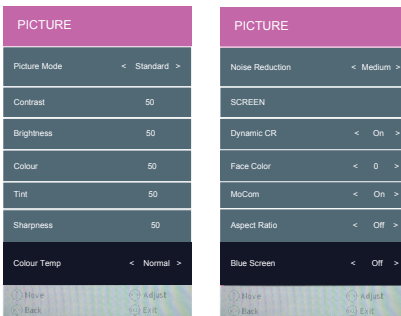 PICTURE
Picture Mode < Standard >
Contrast 50
Brightness 50
Colour 50
Tint 50
Sharpness 50
Colour Temp < Normal >
Move Adjust
Back Exit
PICTURE
Noise Reduction < Medium >
SCREEN
Dynamic CR < On >
Face Color < 0 >
MoCom < On >
Aspect Ratio < Off >
Blue Screen < Off >
Move Adjust
Back Exit